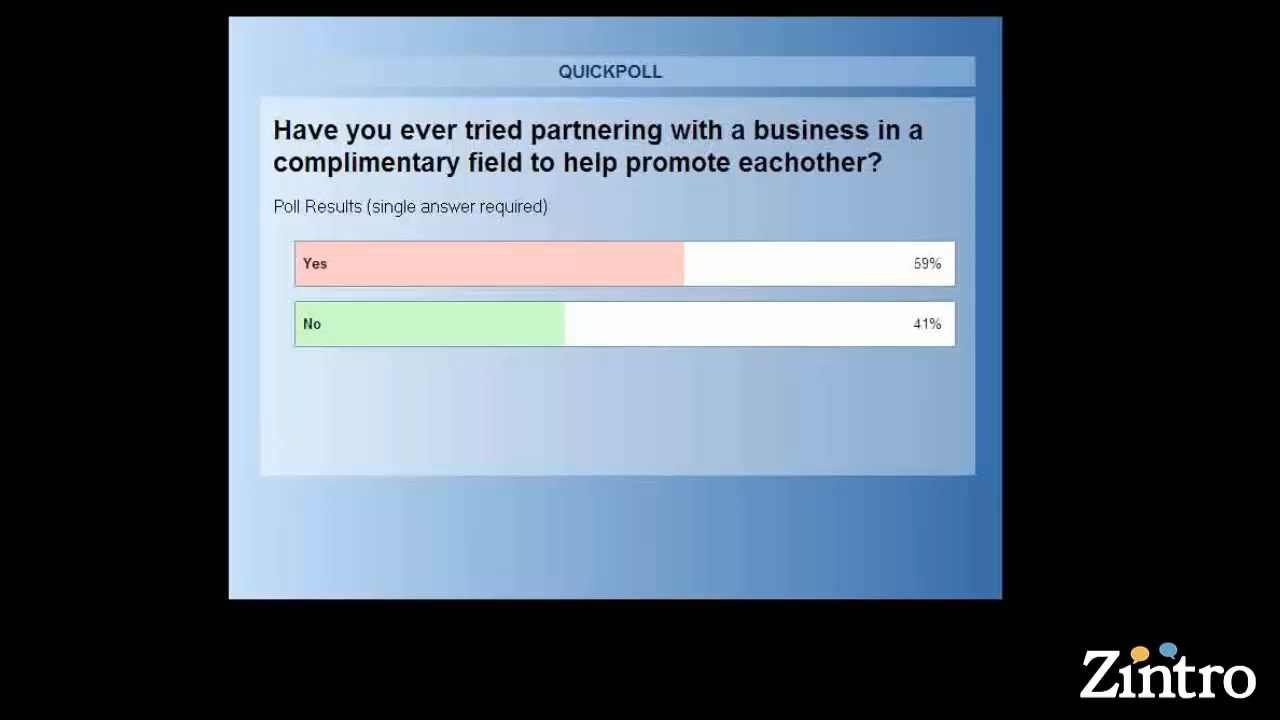 QUICKPOLL
Have you ever tried partnering with a business in a
complimentary field to help promote eachother?
Poll Results (single answer required)
Yes 59%
No 41%
Zintro